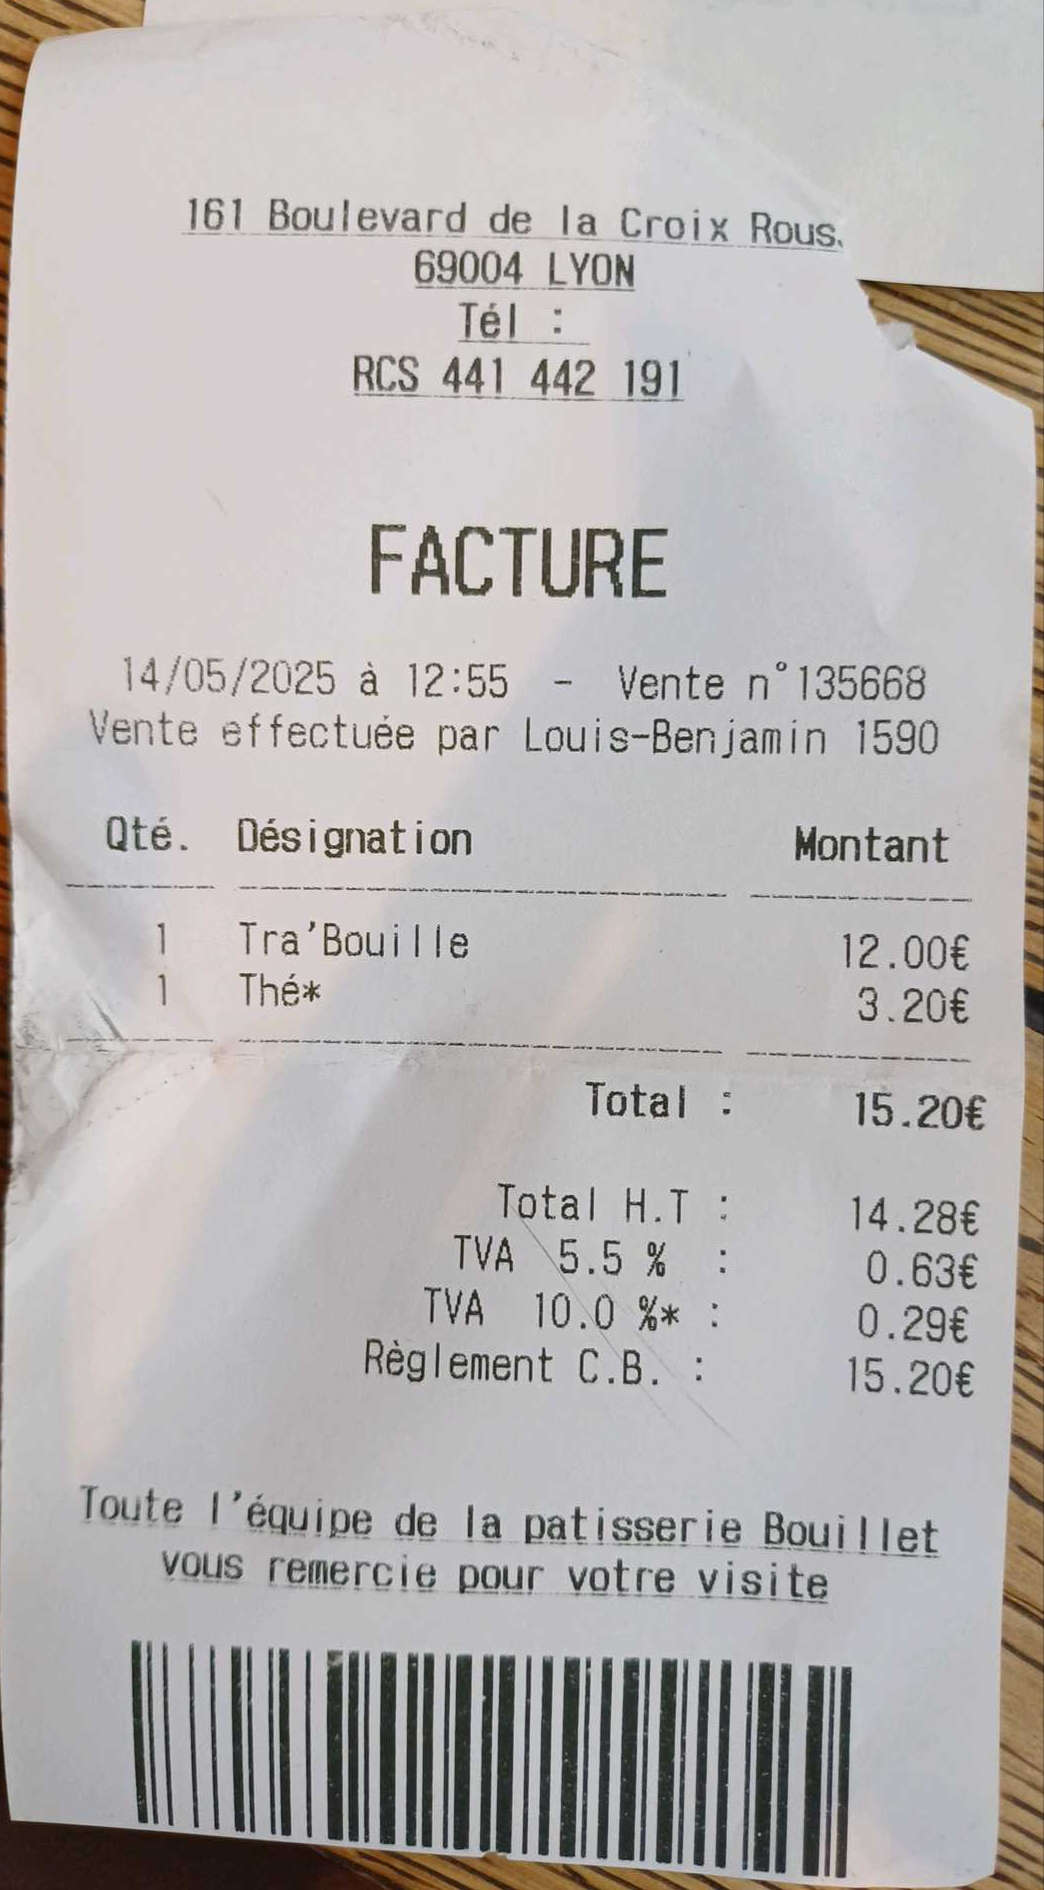 161 Boulevard de la Croix Rous.
69004 LYON
Tél :
RCS 441 442 191
FACTURE
14/05/2025 à 12:55 - Vente n°135668
Vente effectuée par Louis-Benjamin 1590
Qté. Désignation Montant
1 Tra'Bouille 12.00€
1 Thé* 3.20€
Total : 15.20€
Total H.T : 14.28€
TVA 5.5 % : 0.63€
TVA 10.0 %* : 0.29€
Règlement C.B. : 15.20€
Toute l'équipe de la patisserie Bouillet
vous remercie pour votre visite